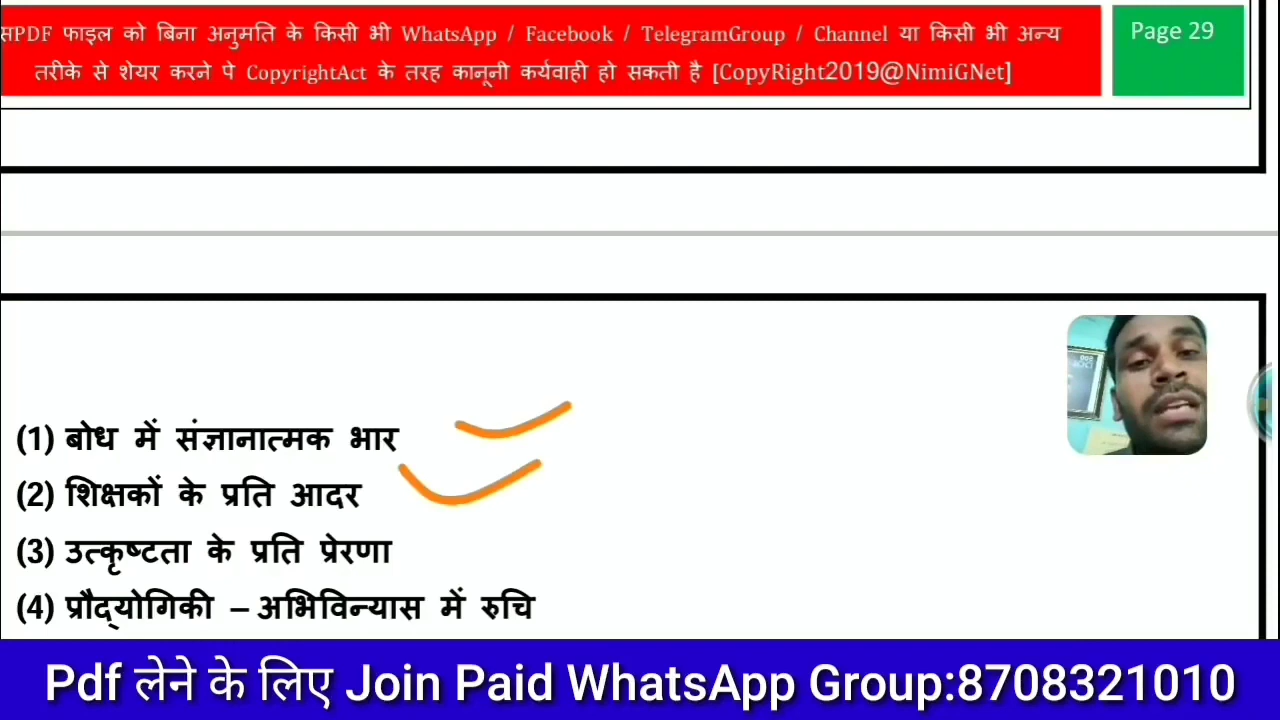 सPDF फाइल को बिना अनुमति के किसी भी WhatsApp / Facebook / TelegramGroup / Channel या किसी भी अन्य
तरीके से शेयर करने पे CopyrightAct के तरह कानूनी कर्यवाही हो सकती है [CopyRight2019@NimiGNet]
Page 29
(1) बोध में संज्ञानात्मक भार
(2) शिक्षकों के प्रति आदर
(3) उत्कृष्टता के प्रति प्रेरणा
(4) प्रौद्योगिकी – अभिविन्यास में रुचि
Pdf लेने के लिए Join Paid WhatsApp Group:8708321010